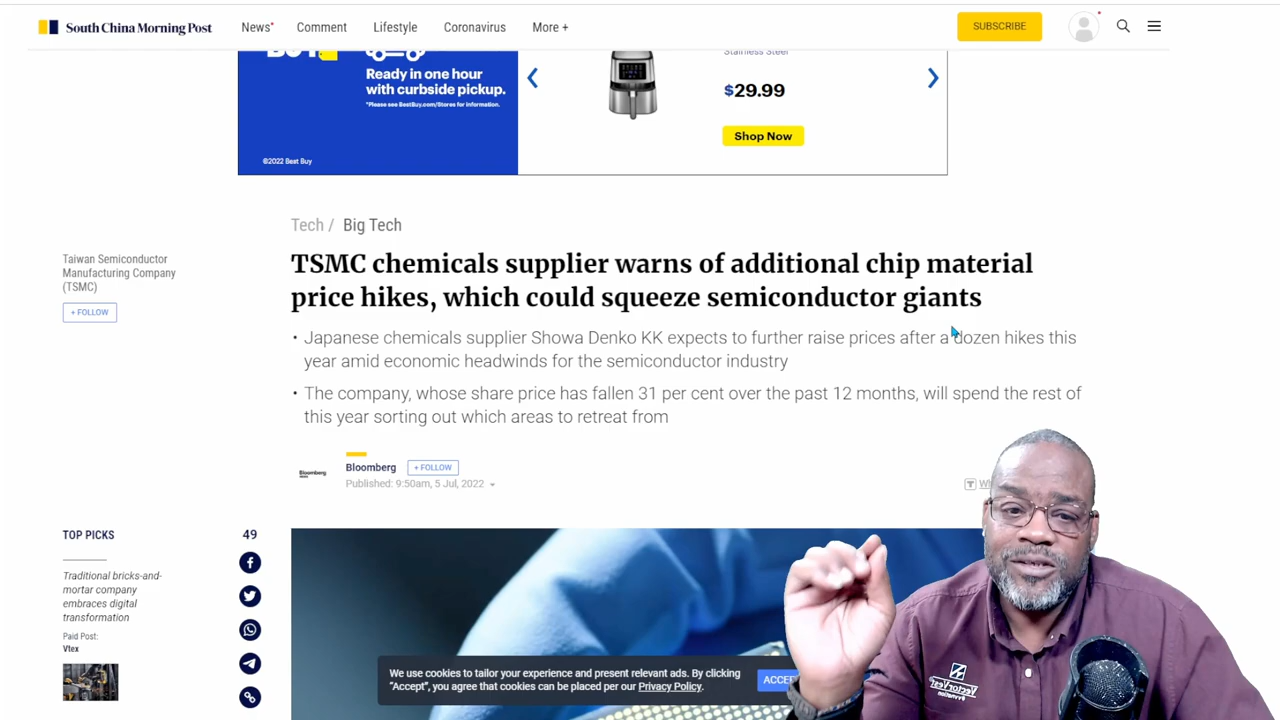 South China Morning Post
News
Comment
Lifestyle
Coronavirus
More +
SUBSCRIBE
Ready in one hour
with curbside pickup.
*Please see BestBuy.com/Stores for information.
©2022 Best Buy
Stainless Steel
$29.99
Shop Now
Tech / Big Tech
Taiwan Semiconductor
Manufacturing Company
(TSMC)
+ FOLLOW
TSMC chemicals supplier warns of additional chip material
price hikes, which could squeeze semiconductor giants
• Japanese chemicals supplier Showa Denko KK expects to further raise prices after a dozen hikes this
year amid economic headwinds for the semiconductor industry
• The company, whose share price has fallen 31 per cent over the past 12 months, will spend the rest of
this year sorting out which areas to retreat from
Bloomberg
Bloomberg
+ FOLLOW
Published: 9:50am, 5 Jul, 2022
TOP PICKS
49
Traditional bricks-and-
mortar company
embraces digital
transformation
Paid Post:
Vtex
We use cookies to tailor your experience and present relevant ads. By clicking
"Accept", you agree that cookies can be placed per our Privacy Policy.